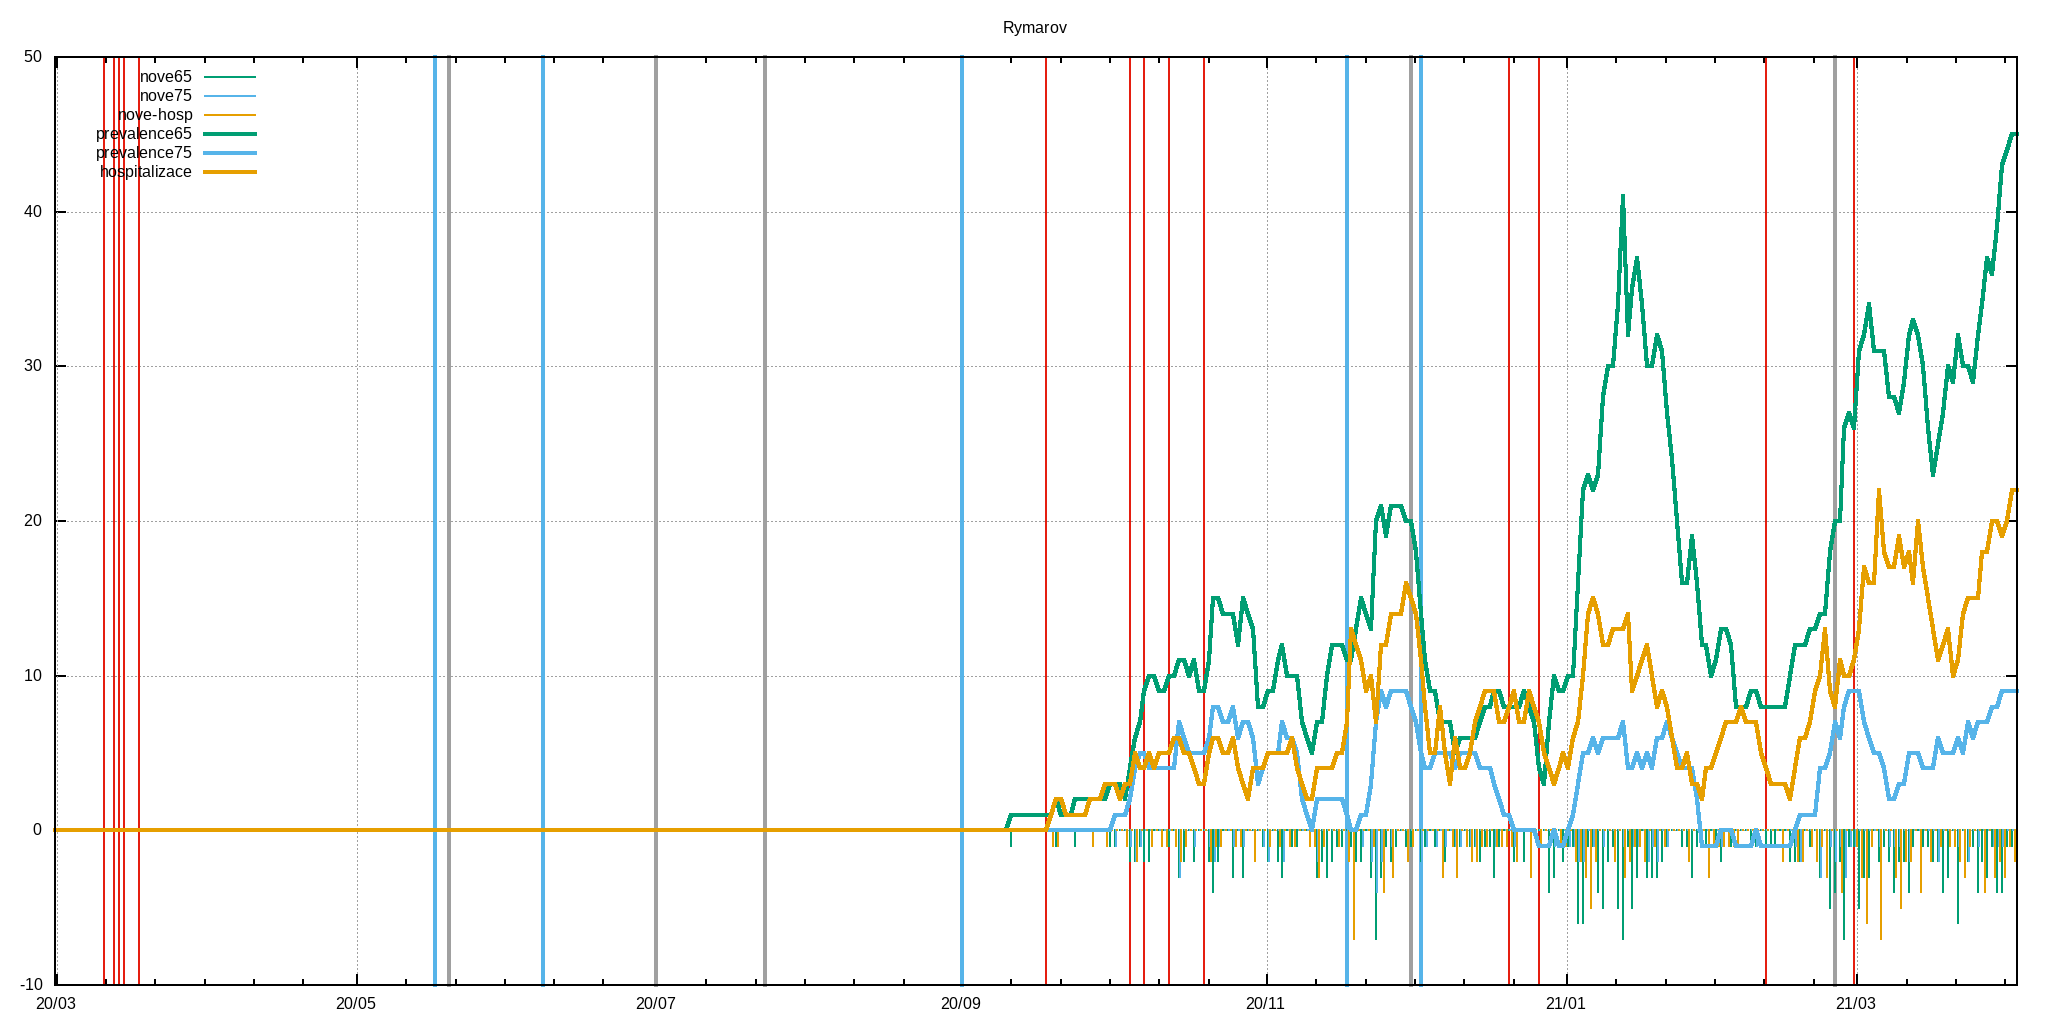 Rymarov
50
nove65
nove75
nove-hosp
prevalence65
prevalence75
hospitalizace
40
30
20
10
0
-10
20/03 20/05 20/07 20/09 20/11 21/01 21/03